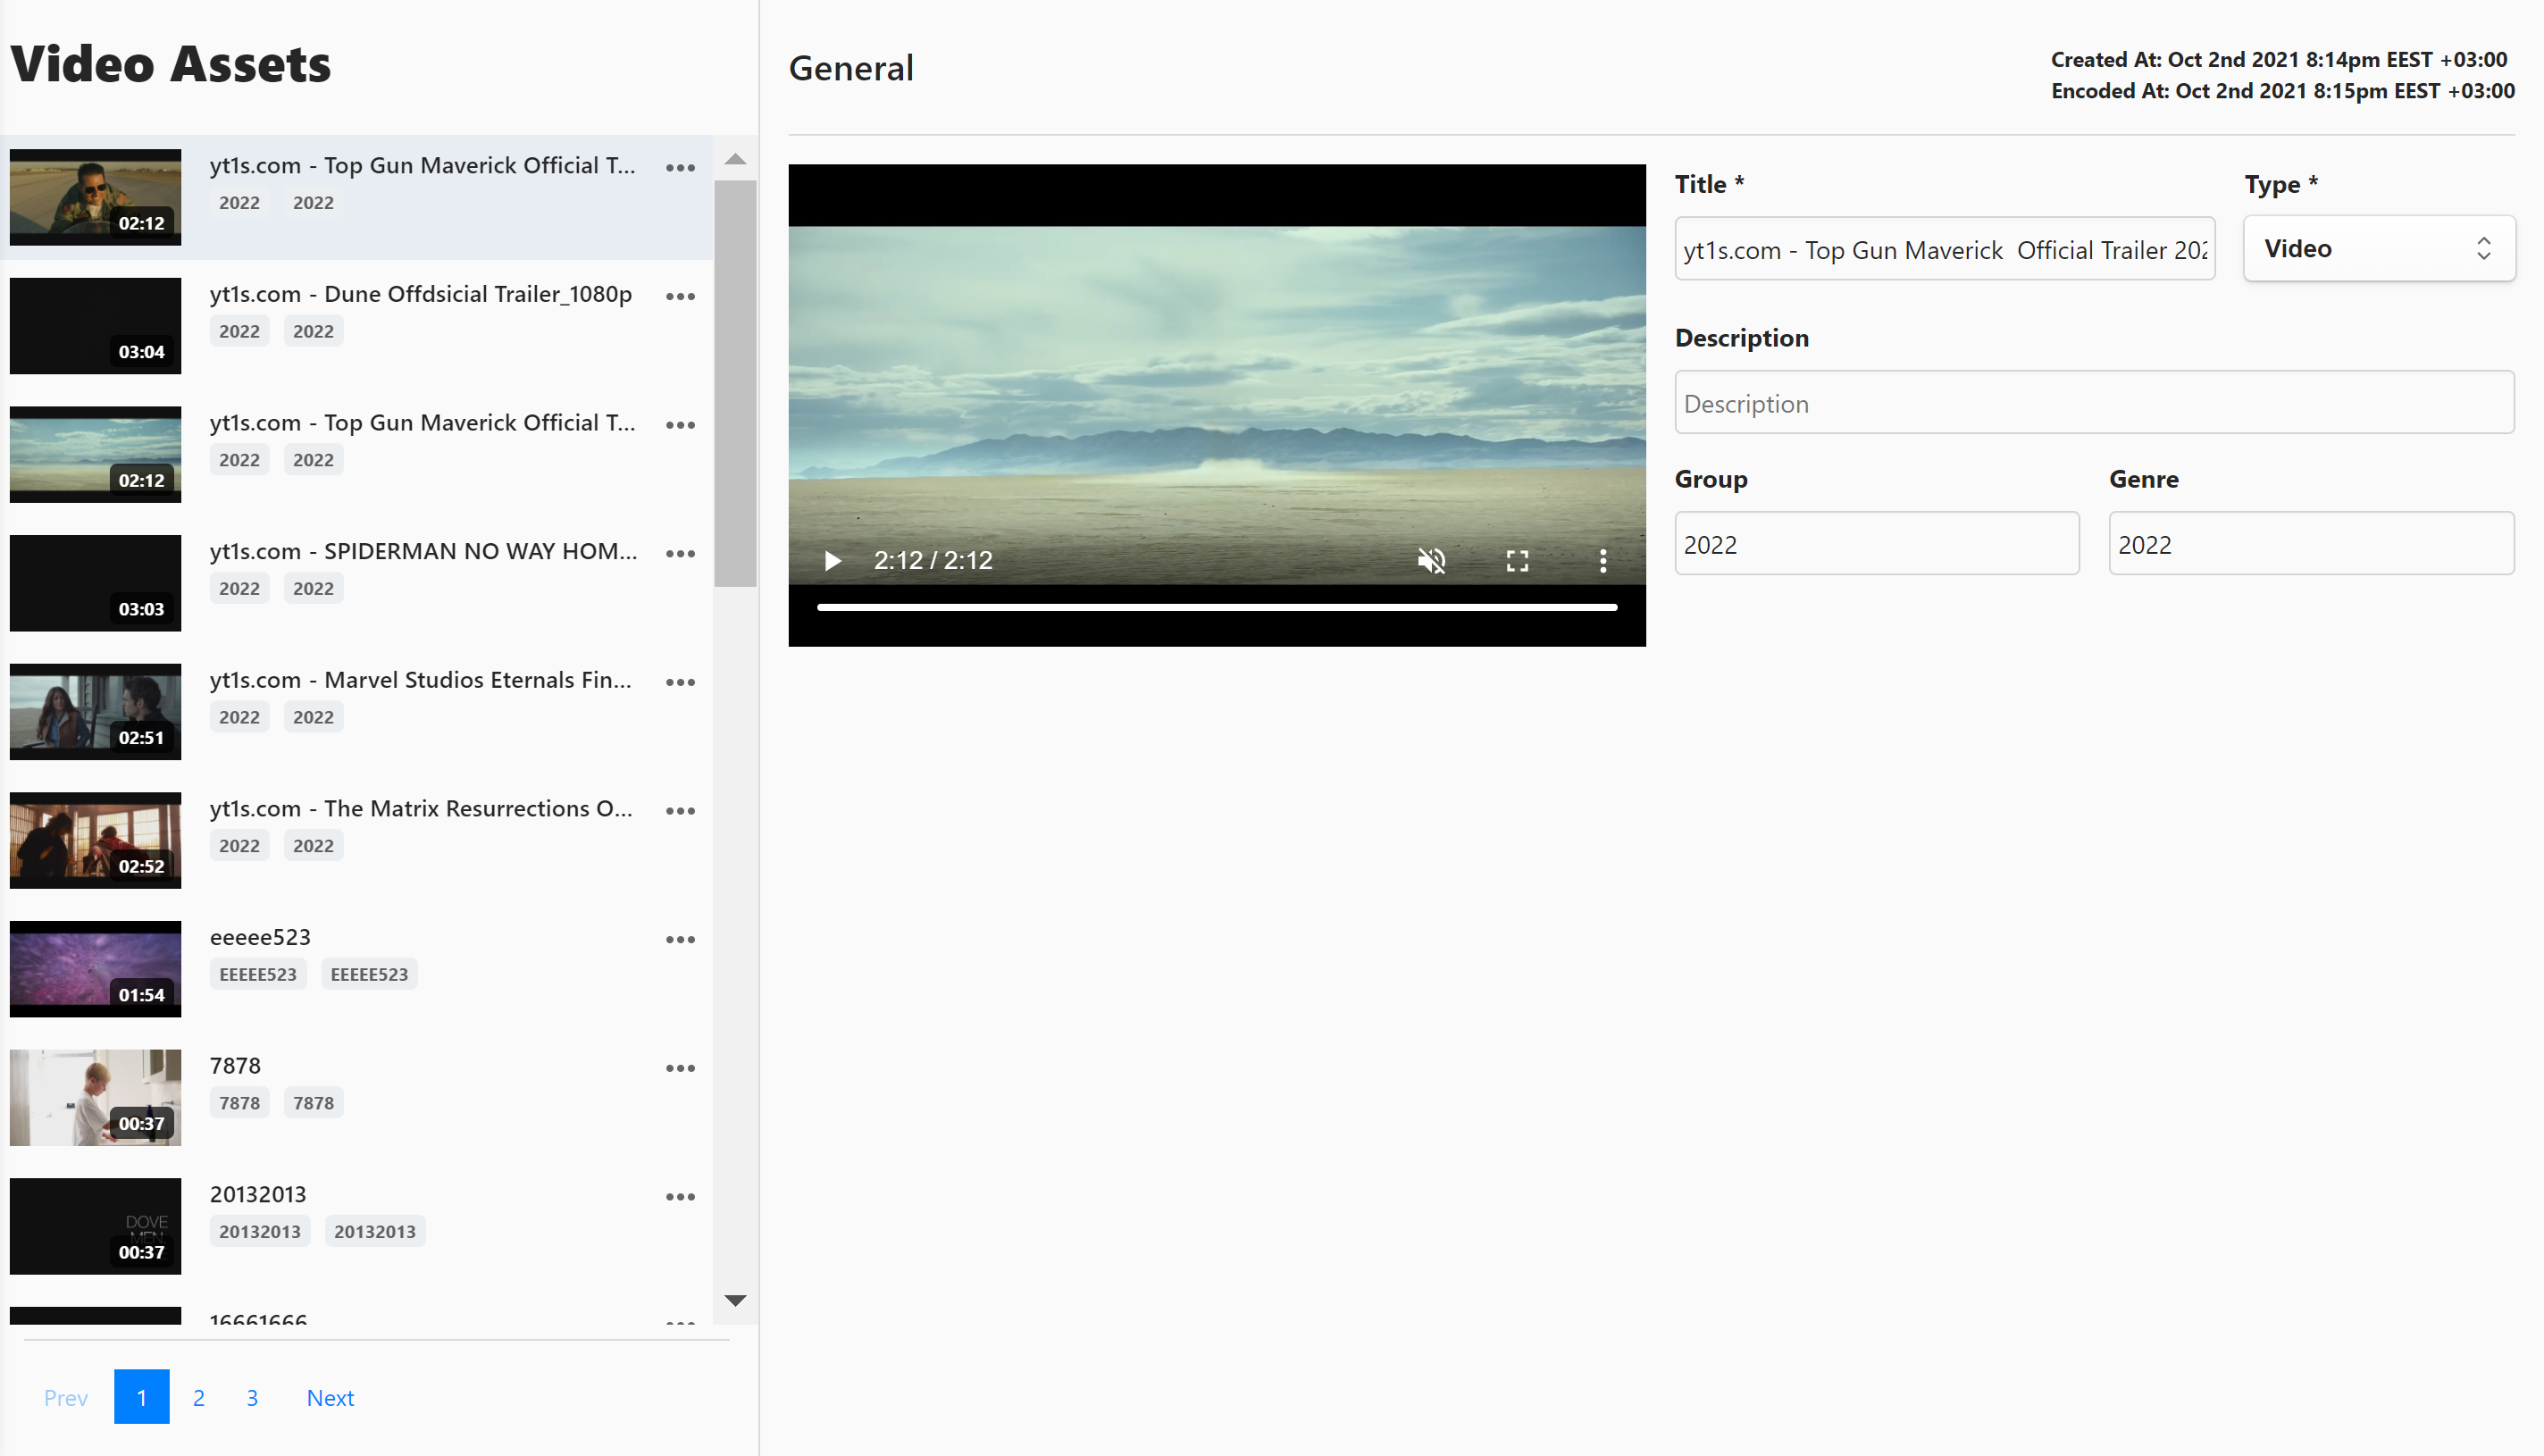 Video Assets
yt1s.com - Top Gun Maverick Official T...
2022 2022
02:12
yt1s.com - Dune Offdsicial Trailer_1080p
2022 2022
03:04
yt1s.com - Top Gun Maverick Official T...
2022 2022
02:12
yt1s.com - SPIDERMAN NO WAY HOM...
2022 2022
03:03
yt1s.com - Marvel Studios Eternals Fin...
2022 2022
02:51
yt1s.com - The Matrix Resurrections O...
2022 2022
02:52
eeeee523
EEEEE523 EEEEE523
01:54
7878
7878 7878
00:37
20132013
20132013 20132013
DOVE
MEN
00:37
16661666
Prev 1 2 3 Next
General
Created At: Oct 2nd 2021 8:14pm EEST +03:00
Encoded At: Oct 2nd 2021 8:15pm EEST +03:00
2:12 / 2:12
Title * Type *
yt1s.com - Top Gun Maverick  Official Trailer 202 Video
Description
Description
Group Genre
2022 2022